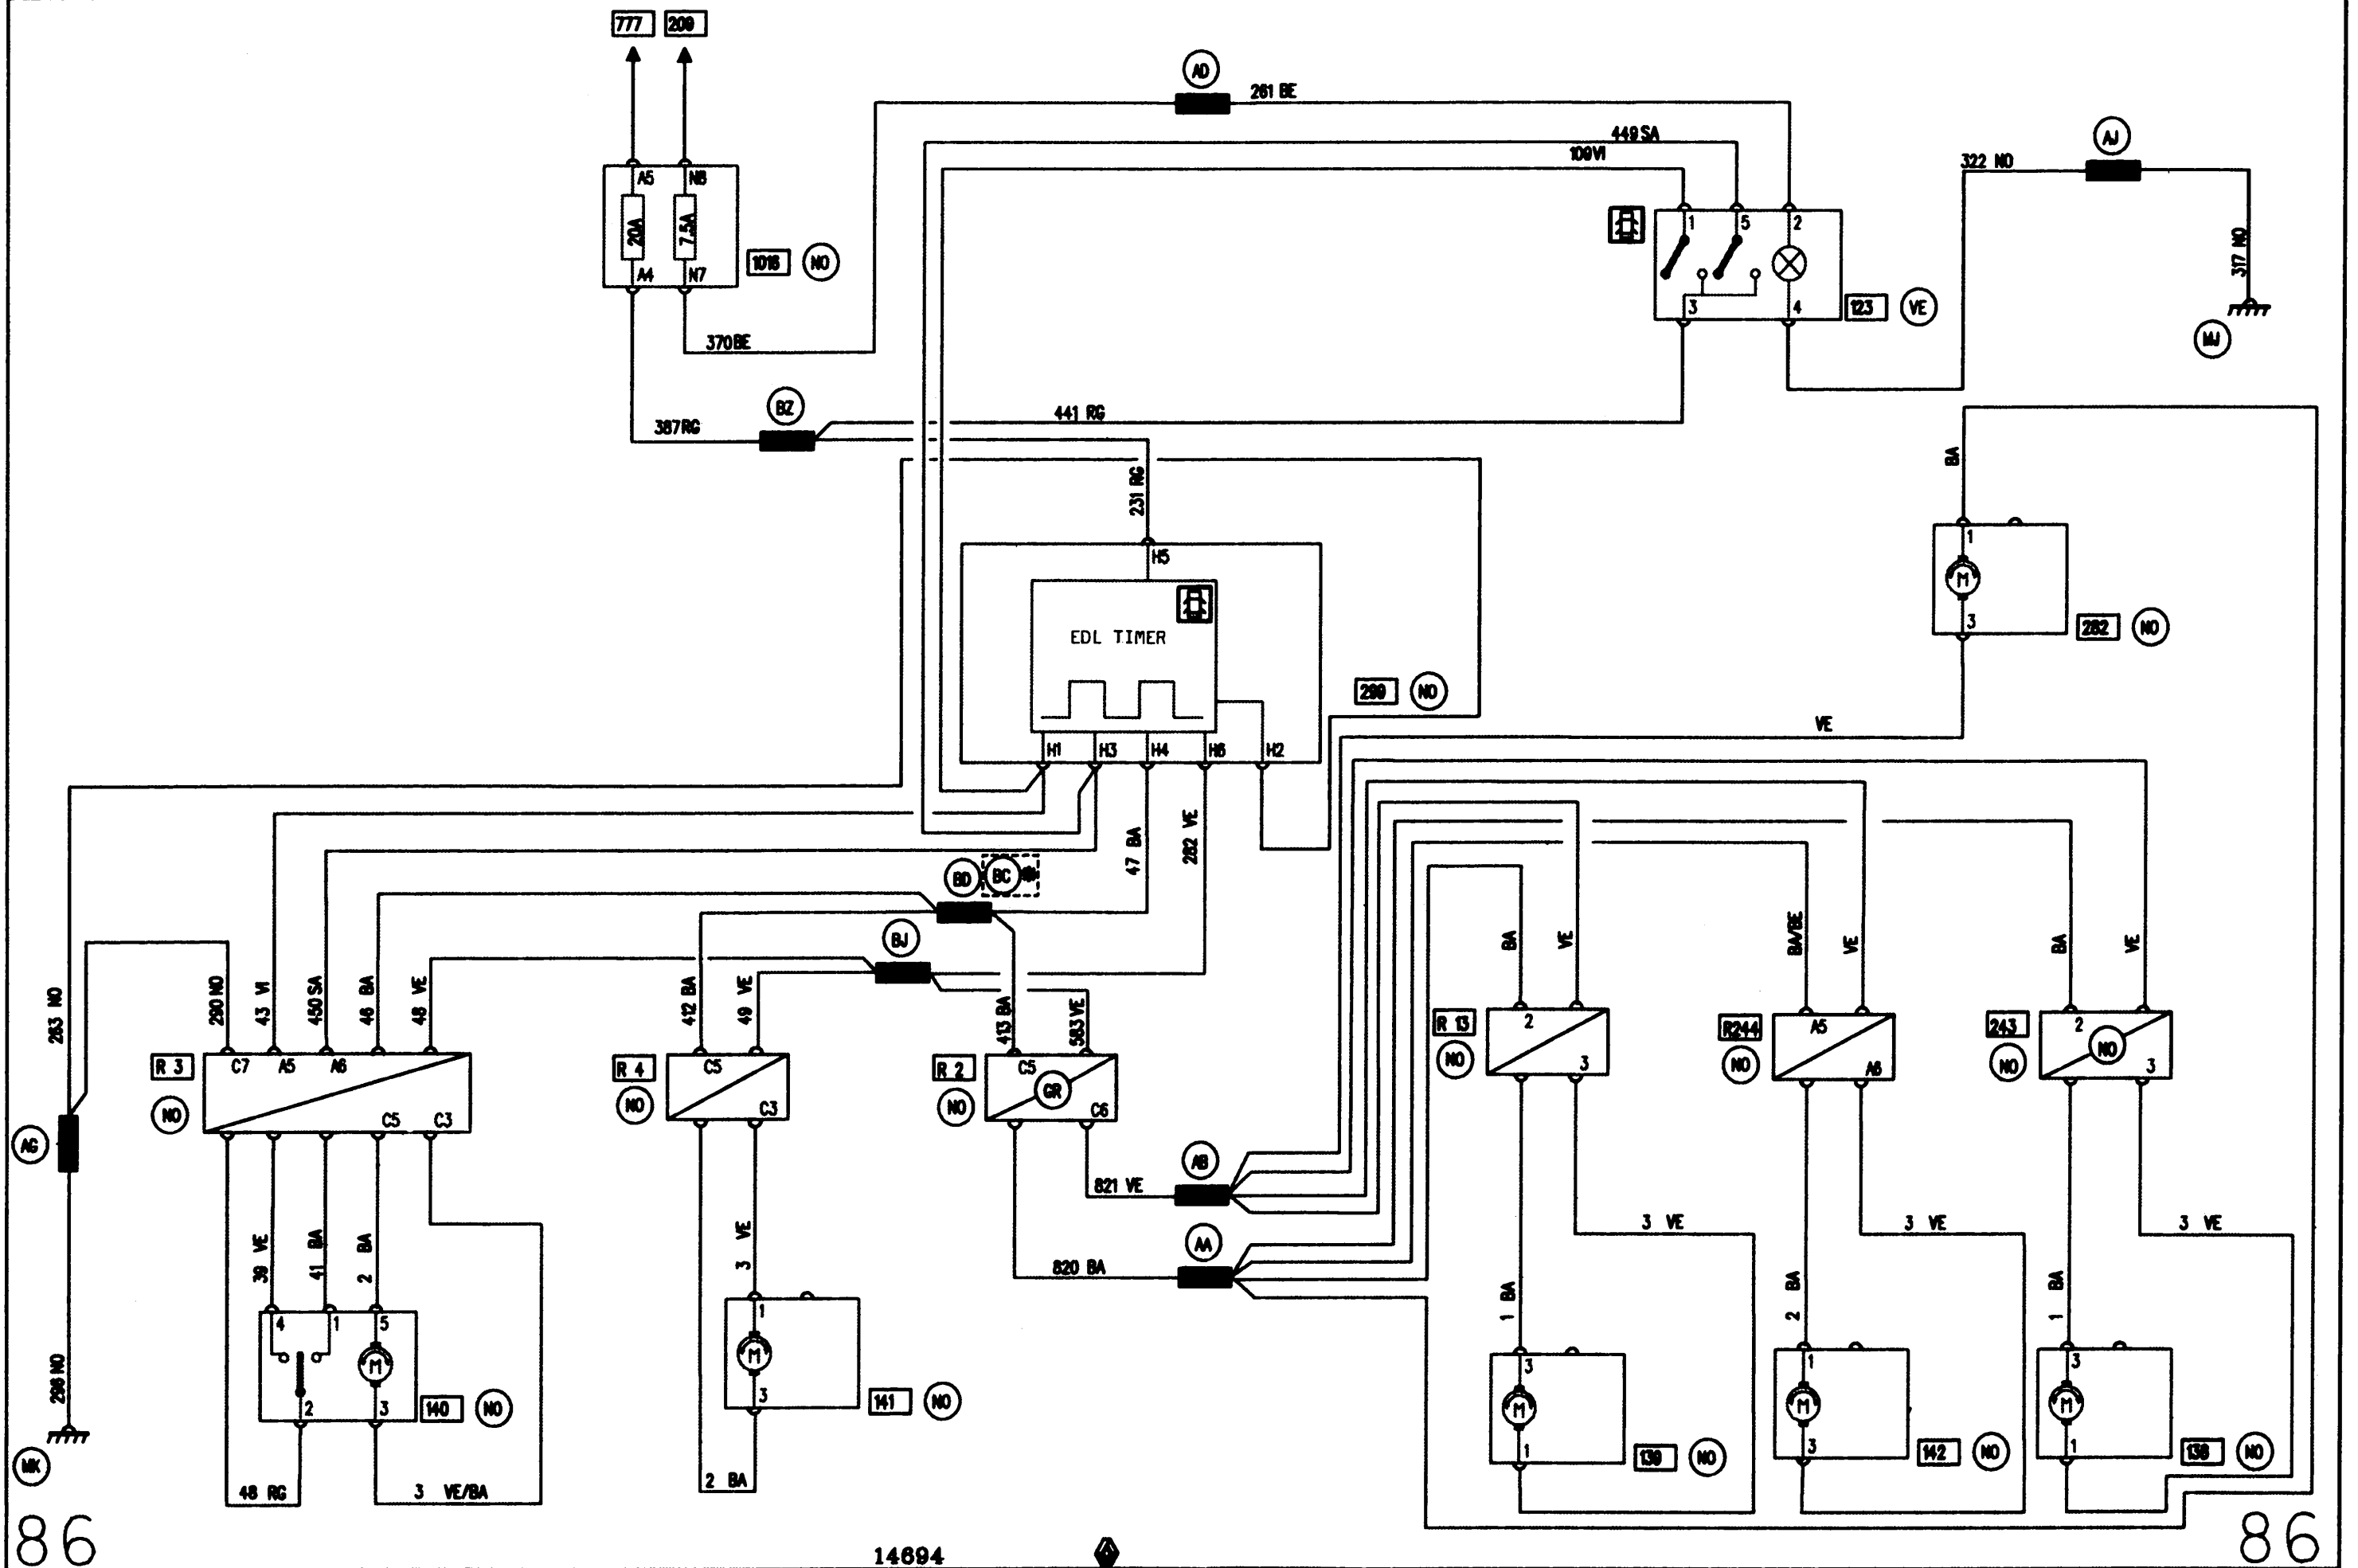 777 209
AD
261 BE
449 SA
109 VI
AJ
322 NO
A5 N8
20A 7.5A
A4 N7
1016 NO
1 5 2
3 4
123 VE
317 NO
MJ
370 BE
BZ
387 RG
441 RG
BA
231 RG
H5
EDL TIMER
1
M
3
282 NO
299 NO
VE
H1 H3 H4 H6 H2
47 BA
282 VE
BD BC *
BJ
263 NO
290 NO
43 VI
450 SA
46 BA
48 VE
412 BA
49 VE
413 BA
583 VE
BA
VE
BA/BE
VE
BA
VE
R 3
NO
C7 A5 A6
C5 C3
R 4
NO
C5
C3
R 2
NO
C5
GR
C6
R 13
NO
2
3
R244
NO
A5
A6
243
NO
2
NO
3
AG
AB
821 VE
AA
820 BA
39 VE
41 BA
2 BA
3 VE
3 VE
3 VE
3 VE
1 BA
2 BA
1 BA
4 1 5
M
2 3
140 NO
1
M
3
141 NO
3
M
1
139 NO
1
M
3
142 NO
3
M
1
138 NO
298 NO
MK
48 RG
3 VE/BA
2 BA
86
14694
86